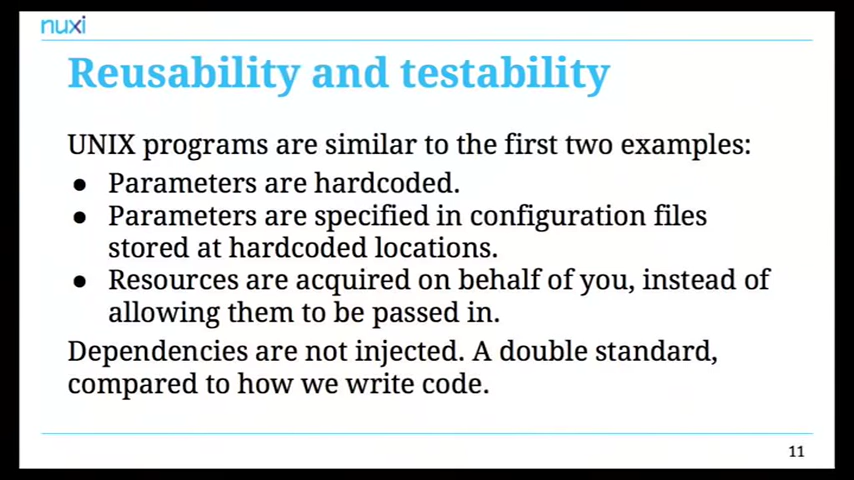 nuxi
Reusability and testability
UNIX programs are similar to the first two examples:
● Parameters are hardcoded.
● Parameters are specified in configuration files
stored at hardcoded locations.
● Resources are acquired on behalf of you, instead of
allowing them to be passed in.
Dependencies are not injected. A double standard,
compared to how we write code.
11